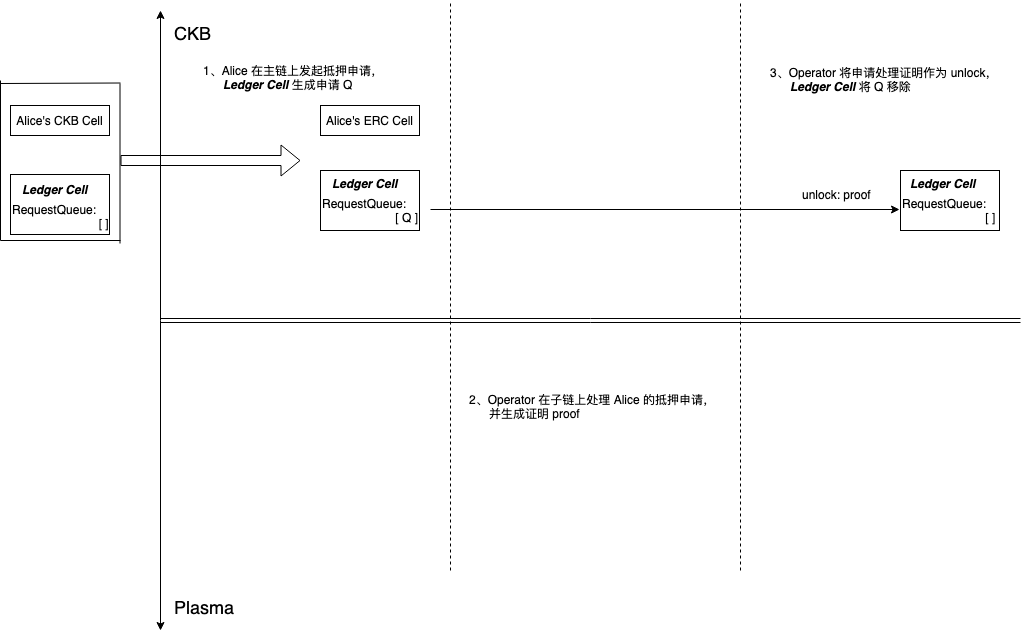 CKB
1、Alice 在主链上发起抵押申请,
Ledger Cell 生成申请 Q
3、Operator 将申请处理证明作为 unlock,
Ledger Cell 将 Q 移除
Alice's CKB Cell
Alice's ERC Cell
Ledger Cell
RequestQueue:
[ ]
Ledger Cell
RequestQueue:
[ Q ]
unlock: proof
Ledger Cell
RequestQueue:
[ ]
2、Operator 在子链上处理 Alice 的抵押申请,
并生成证明 proof
Plasma